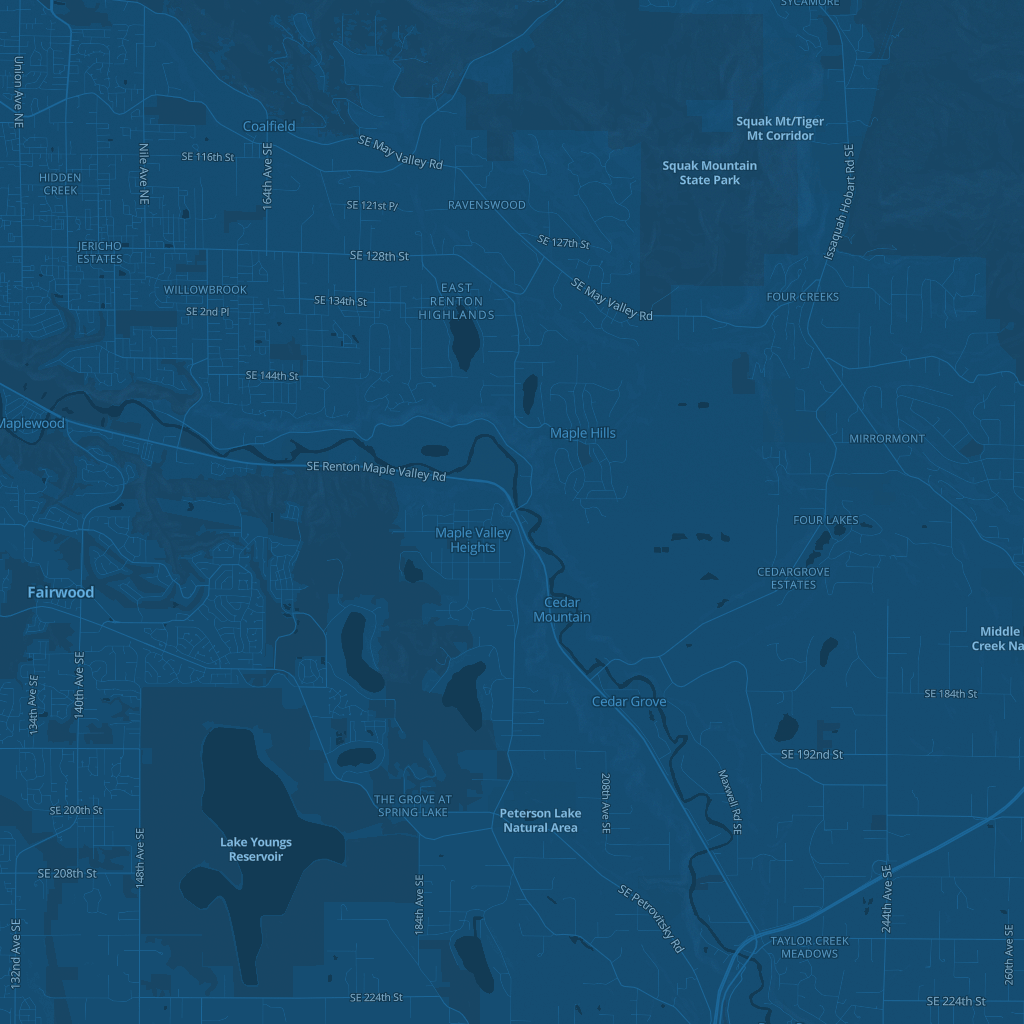 SYCAMORE
Union Ave NE
Squak Mt/Tiger
Mt Corridor
Coalfield
SE May Valley Rd
SE 116th St
Nile Ave NE
164th Ave SE
Squak Mountain
State Park
HIDDEN
CREEK
SE 121st Pl
RAVENSWOOD
Issaquah Hobart Rd SE
JERICHO
ESTATES
SE 128th St
SE 127th St
WILLOWBROOK
SE 134th St
SE 2nd Pl
EAST
RENTON
HIGHLANDS
SE May Valley Rd
FOUR CREEKS
SE 144th St
Maplewood
Maple Hills
MIRRORMONT
SE Renton Maple Valley Rd
FOUR LAKES
Maple Valley
Heights
CEDARGROVE
ESTATES
Fairwood
Cedar
Mountain
Middle
Creek Na
134th Ave SE
140th Ave SE
Cedar Grove
SE 184th St
SE 192nd St
208th Ave SE
Maxwell Rd SE
SE 200th St
THE GROVE AT
SPRING LAKE
Peterson Lake
Natural Area
148th Ave SE
Lake Youngs
Reservoir
SE 208th St
184th Ave SE
SE Petrovitsky Rd
244th Ave SE
132nd Ave SE
TAYLOR CREEK
MEADOWS
260th Ave SE
SE 224th St
SE 224th St